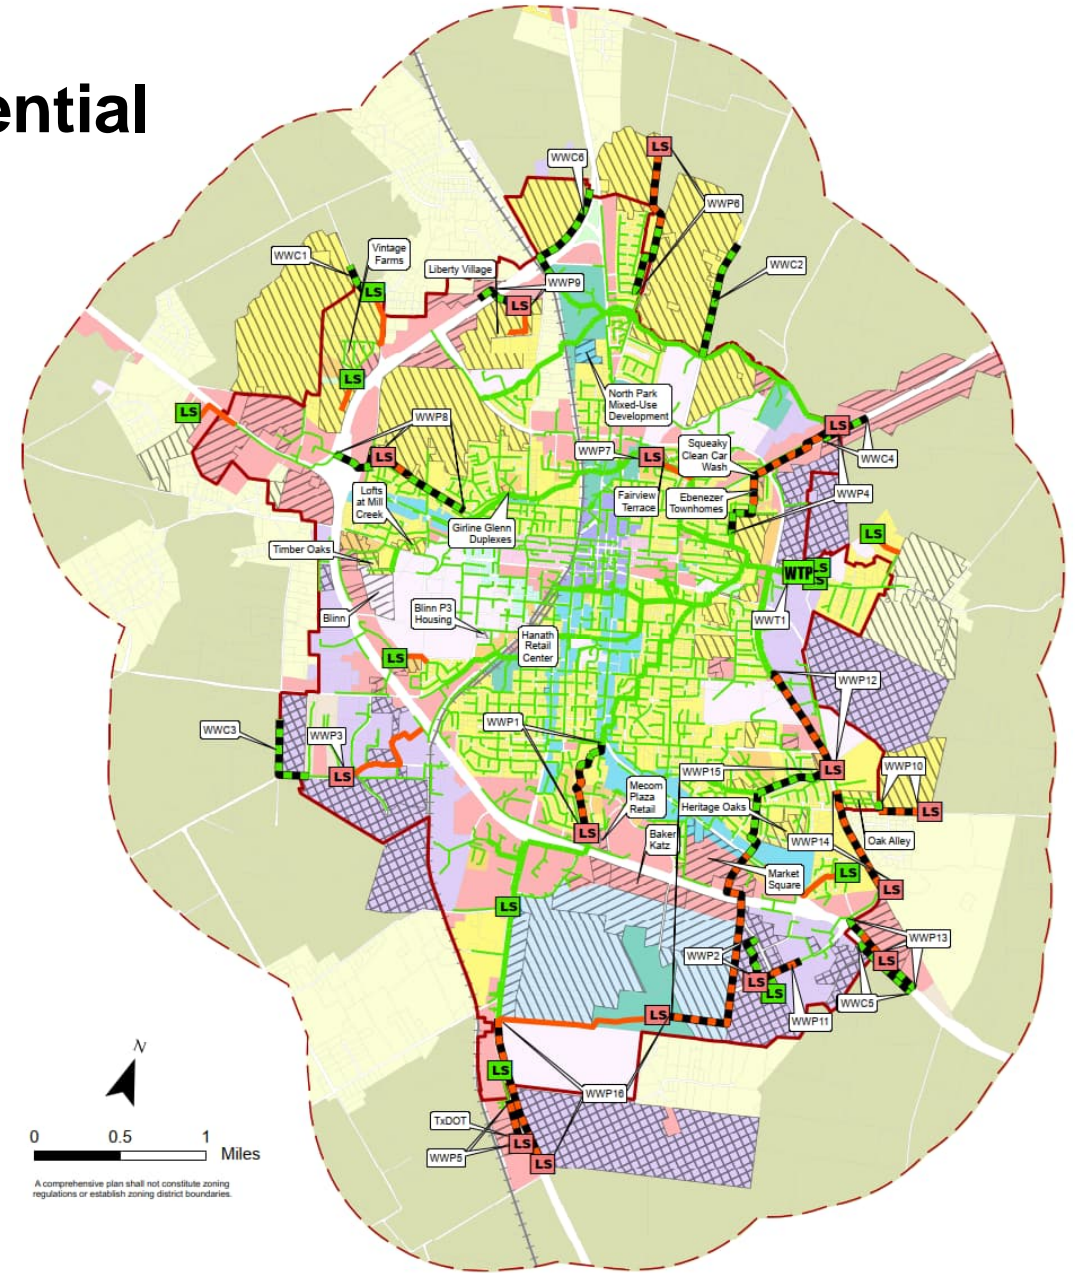 ential
LS
WWC6
WWP6
WWC1
Vintage
Farms
Liberty Village
WWP9
WWC2
LS
LS
LS
LS
North Park
Mixed-Use
Development
WWP8
WWP7
LS
LS
Squeaky
Clean Car
Wash
LS
WWC4
WWP4
Lofts
at Mill
Creek
Girline Glenn
Duplexes
Fairview
Terrace
Ebenezer
Townhomes
Timber Oaks
LS
WTP
LS
LS
Blinn
Blinn P3
Housing
Hanath
Retail
Center
WWT1
LS
WWP12
WWC3
WWP3
WWP1
LS
WWP15
LS
WWP10
Mecom
Plaza
Retail
Heritage Oaks
LS
LS
Baker
Katz
WWP14
Oak Alley
Market
Square
LS
LS
LS
WWP13
WWP2
LS
LS
LS
WWC5
LS
WWP11
N
LS
WWP16
TxDOT
WWP5
LS
LS
0 0.5 1
Miles
A comprehensive plan shall not constitute zoning
regulations or establish zoning district boundaries.